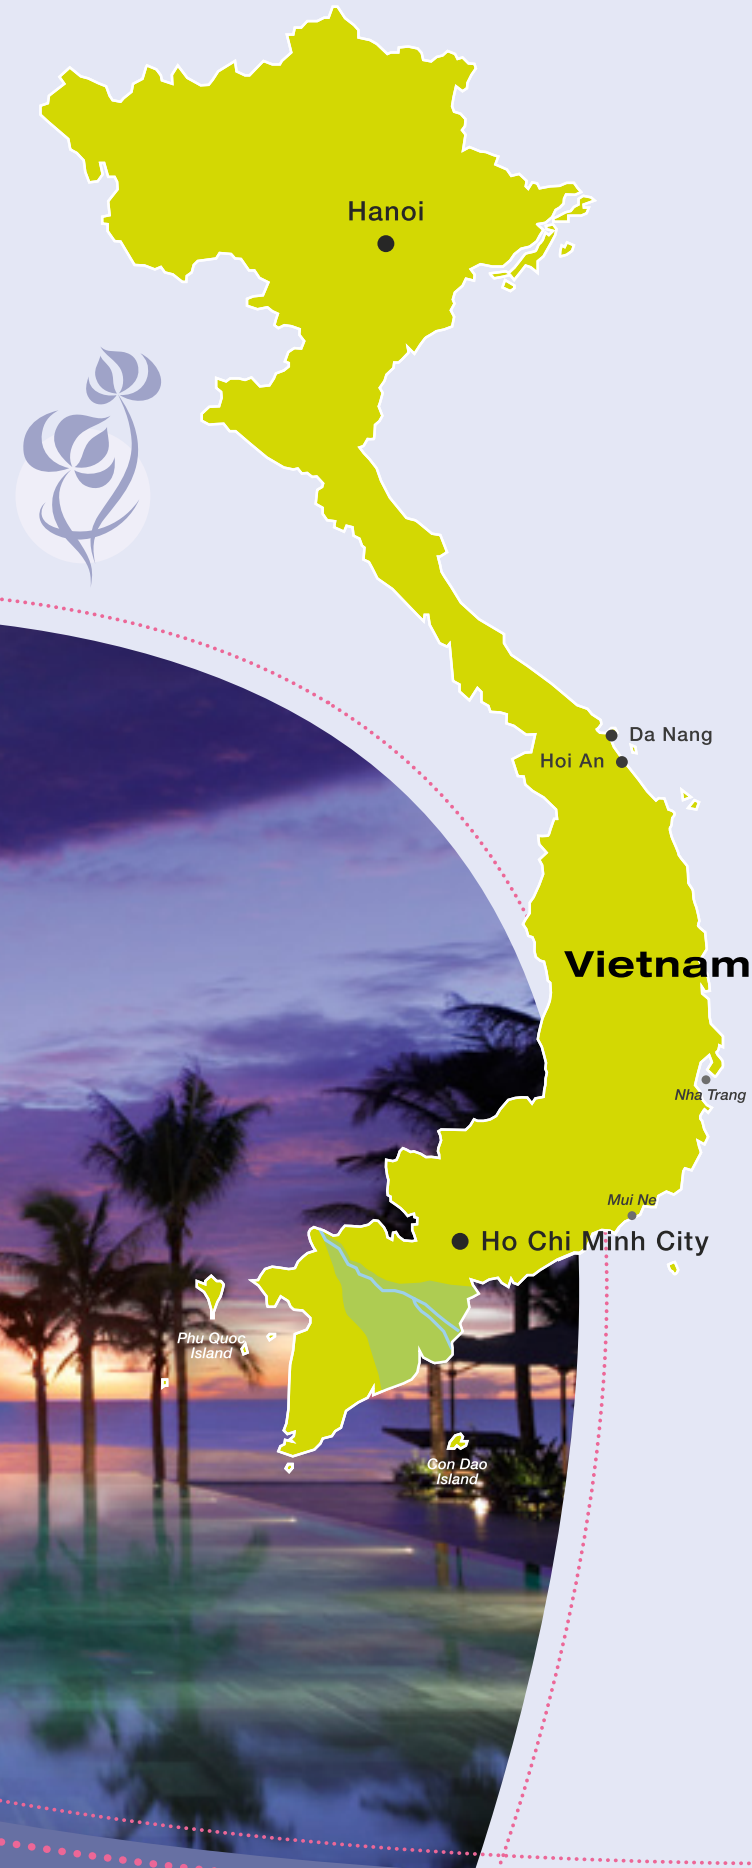 Hanoi
Da Nang
Hoi An
Vietnam
Nha Trang
Mui Ne
Ho Chi Minh City
Phu Quoc
Island
Con Dao
Island